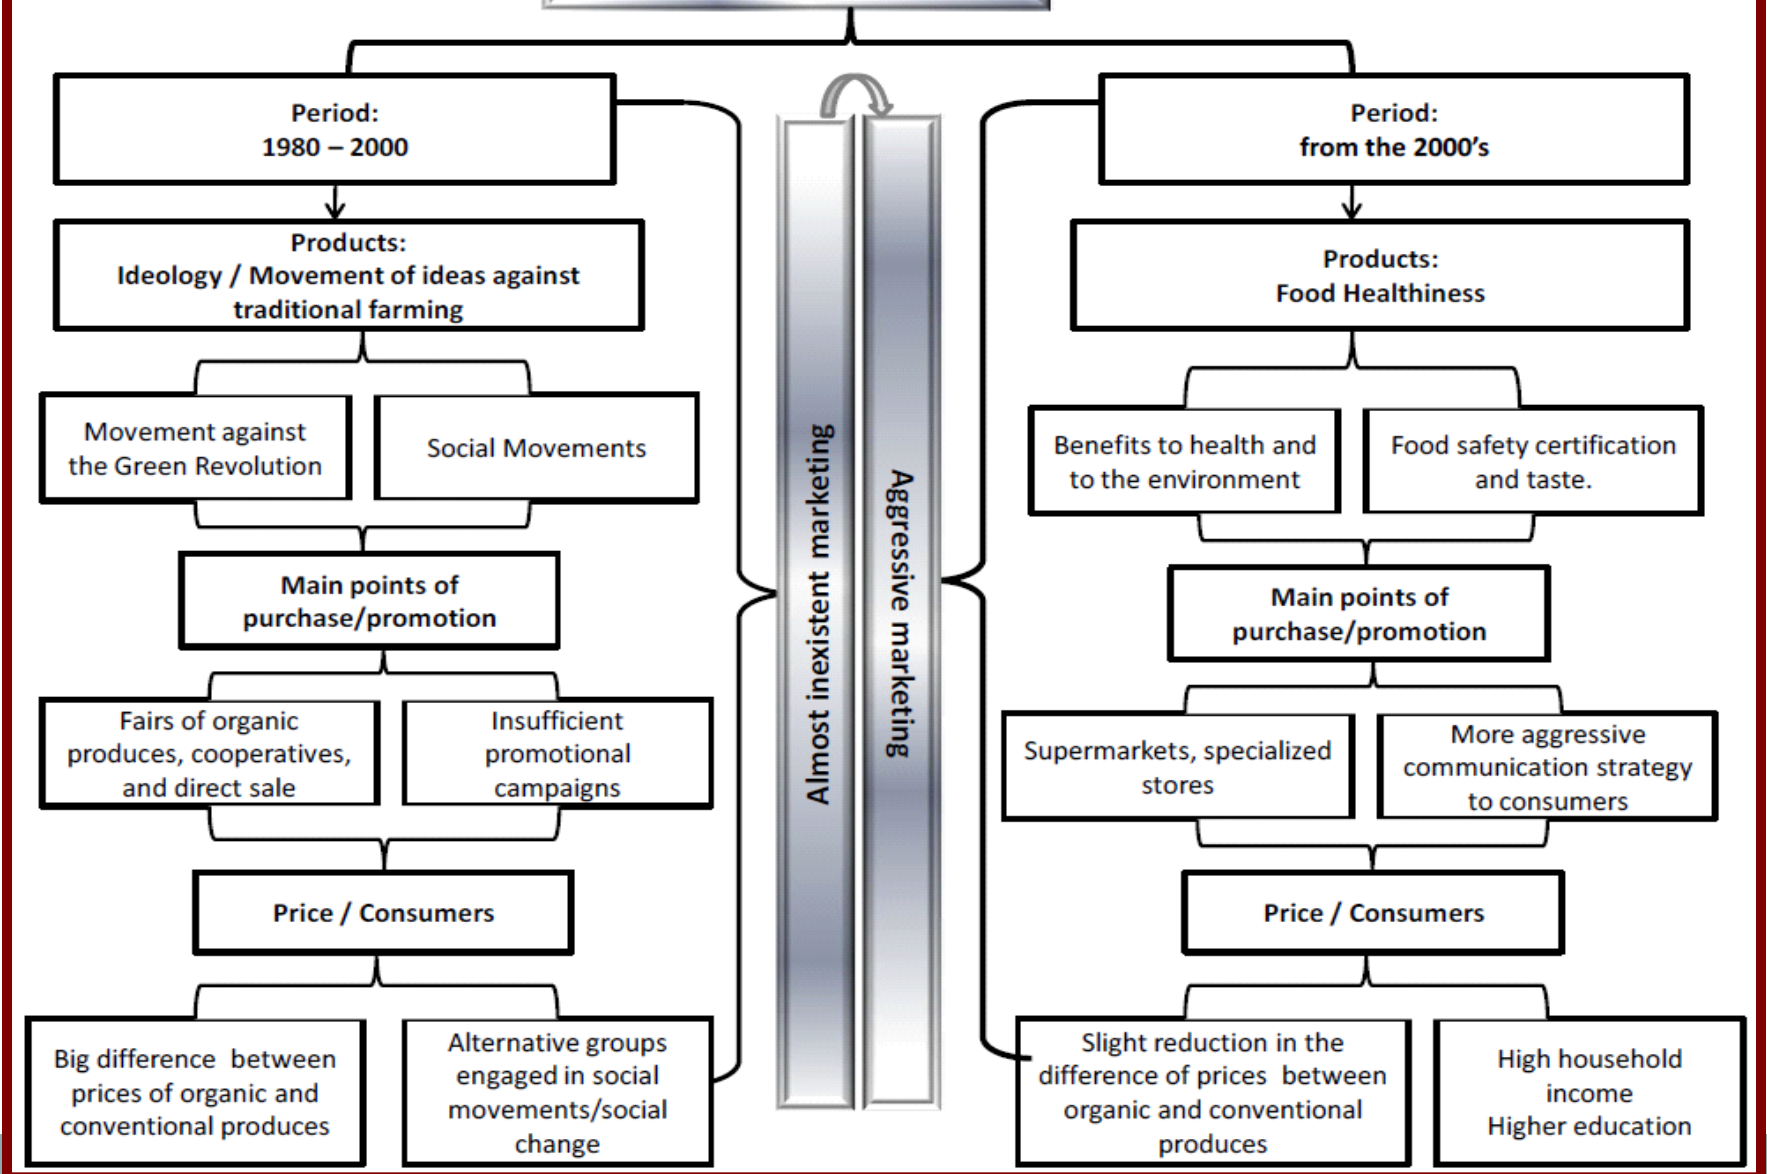 Period:
1980 – 2000
Products:
Ideology / Movement of ideas against
traditional farming
Movement against
the Green Revolution
Social Movements
Main points of
purchase/promotion
Fairs of organic
produces, cooperatives,
and direct sale
Insufficient
promotional
campaigns
Price / Consumers
Big difference between
prices of organic and
conventional produces
Alternative groups
engaged in social
movements/social
change
Almost inexistent marketing
Aggressive marketing
Period:
from the 2000's
Products:
Food Healthiness
Benefits to health and
to the environment
Food safety certification
and taste.
Main points of
purchase/promotion
Supermarkets, specialized
stores
More aggressive
communication strategy
to consumers
Price / Consumers
Slight reduction in the
difference of prices between
organic and conventional
produces
High household
income
Higher education